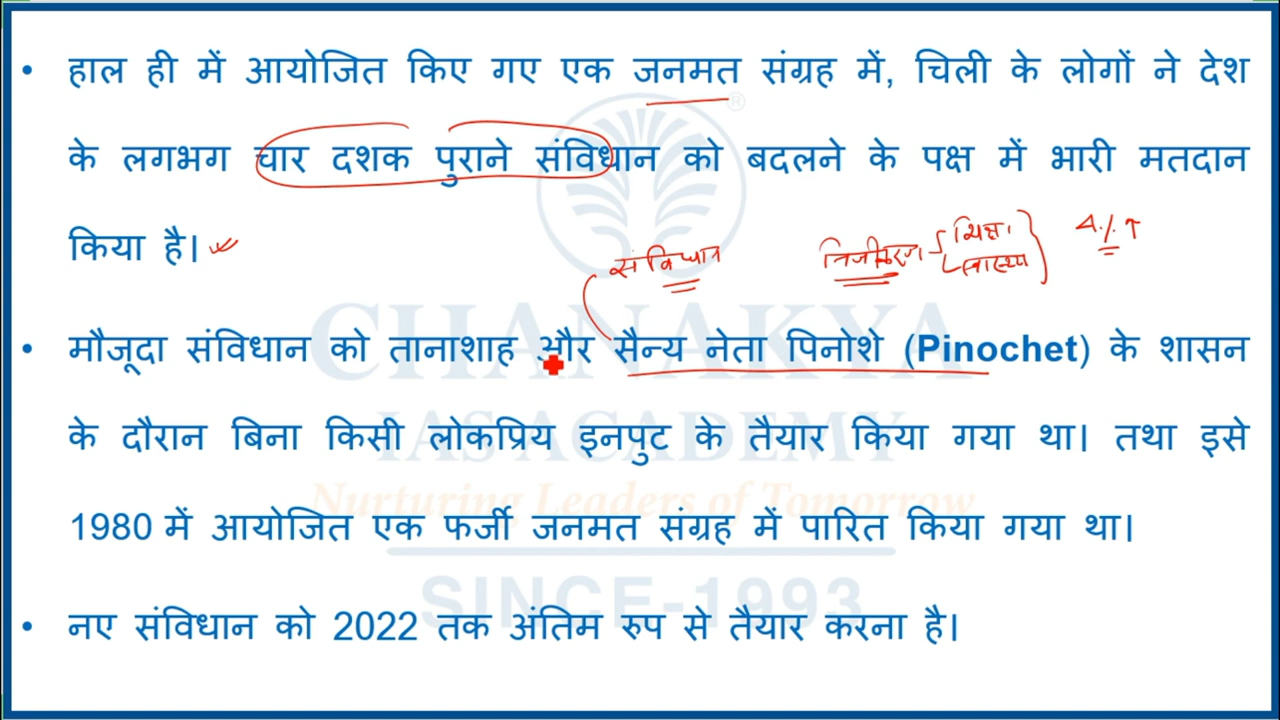 • हाल ही में आयोजित किए गए एक जनमत संग्रह में, चिली के लोगों ने देश
®
के लगभग चार दशक पुराने संविधान को बदलने के पक्ष में भारी मतदान
किया है।
संविधान निजीकरण शिक्षा 4% ↑
स्वास्थ्य
CHANAKYA
• मौजूदा संविधान को तानाशाह और सैन्य नेता पिनोशे (Pinochet) के शासन
IAS ACADEMY
के दौरान बिना किसी लोकप्रिय इनपुट के तैयार किया गया था। तथा इसे
Nurturing Leaders of Tomorrow
1980 में आयोजित एक फर्जी जनमत संग्रह में पारित किया गया था।
SINCE-1993
• नए संविधान को 2022 तक अंतिम रुप से तैयार करना है।